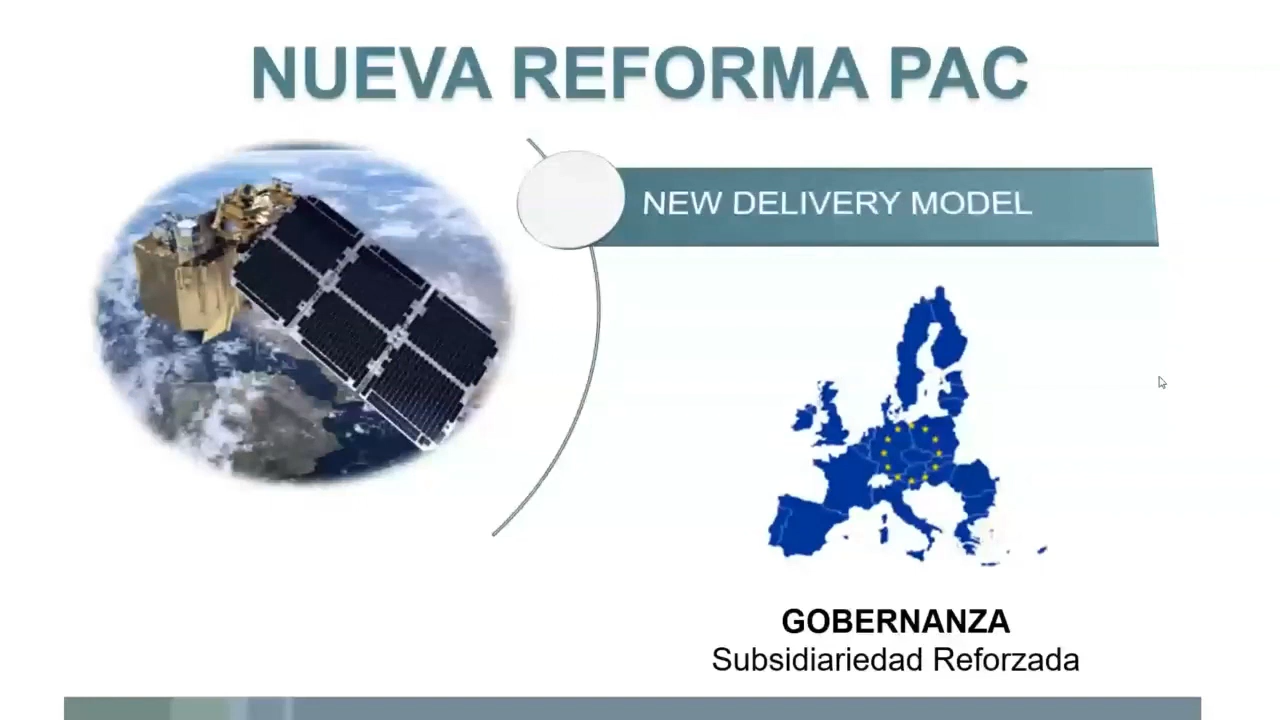 NUEVA REFORMA PAC
NEW DELIVERY MODEL
GOBERNANZA
Subsidiariedad Reforzada